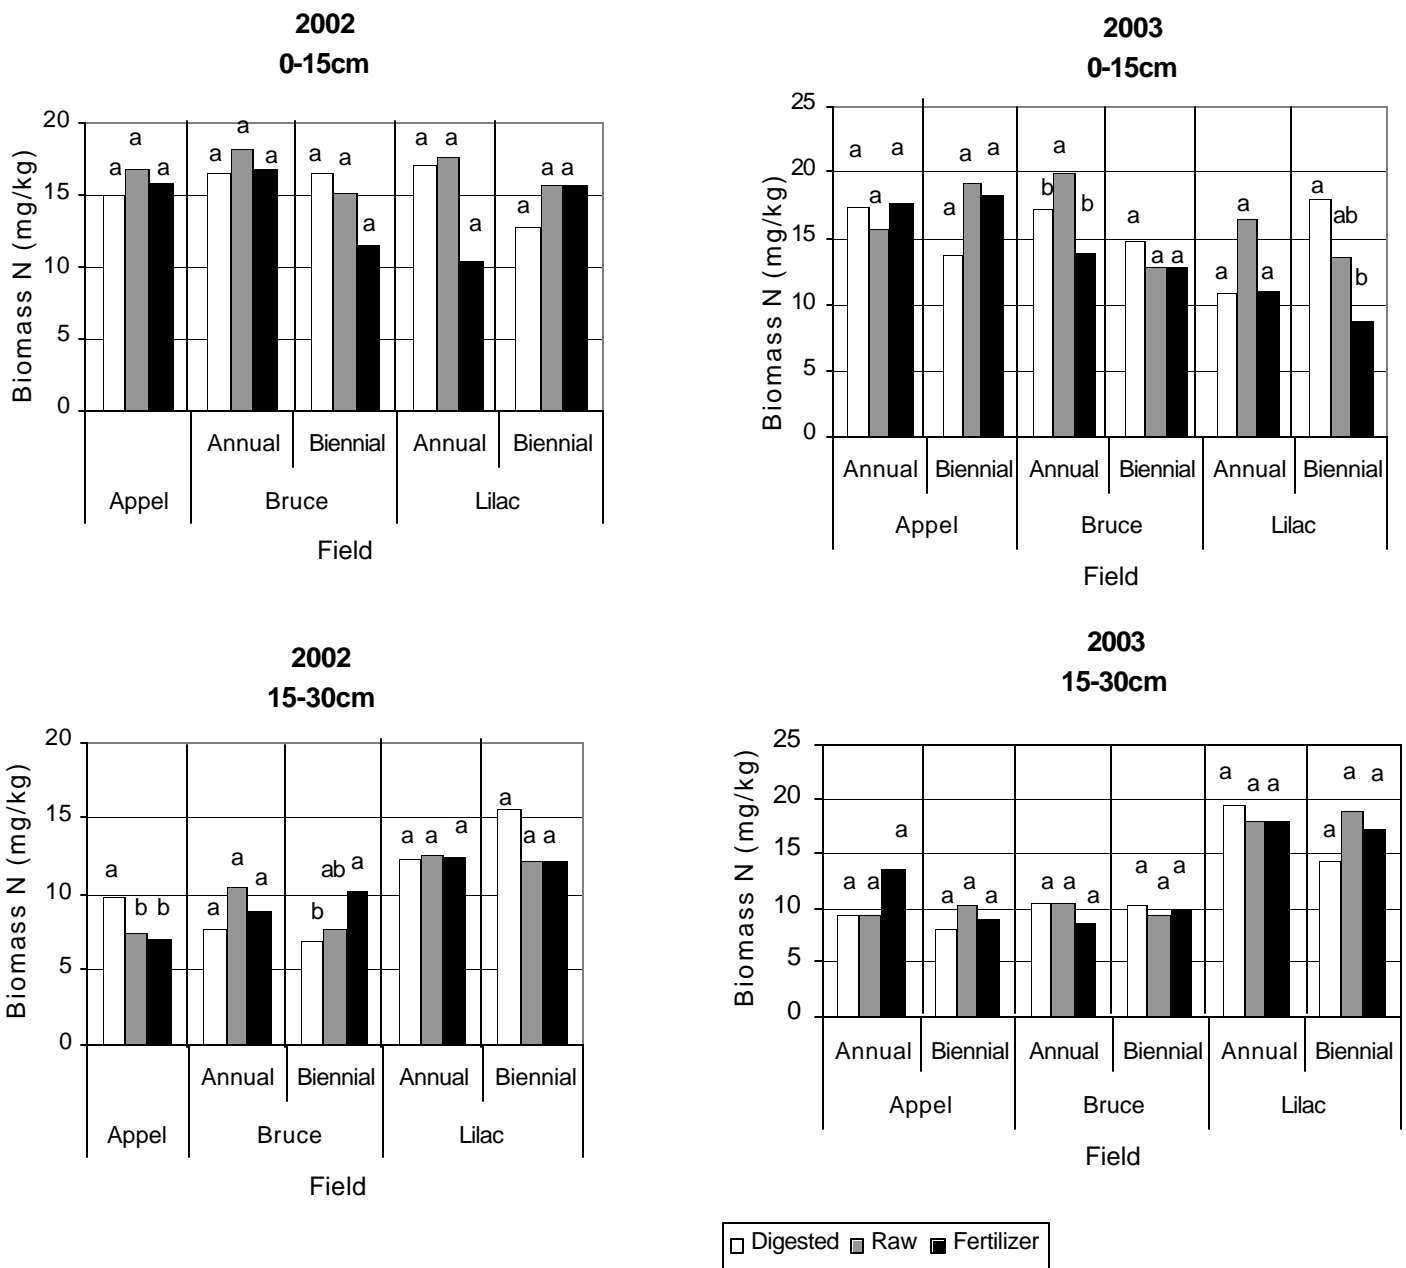 2002
0-15cm
20
15
10
5
0
Biomass N (mg/kg)
a a a a a a a a a a a a a a a
Annual Biennial Annual Biennial
Appel Bruce Lilac
Field
2003
0-15cm
25
20
15
10
5
0
Biomass N (mg/kg)
a a a a a a b a b a a a a a a a ab b
Annual Biennial Annual Biennial Annual Biennial
Appel Bruce Lilac
Field
2002
15-30cm
20
15
10
5
0
Biomass N (mg/kg)
a b b a a a b ab a a a a a a a
Annual Biennial Annual Biennial
Appel Bruce Lilac
Field
2003
15-30cm
25
20
15
10
5
0
Biomass N (mg/kg)
a a a a a a a a a a a a a a a a a a
Annual Biennial Annual Biennial Annual Biennial
Appel Bruce Lilac
Field
Digested Raw Fertilizer